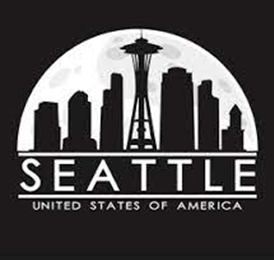 SEATTLE
UNITED STATES OF AMERICA